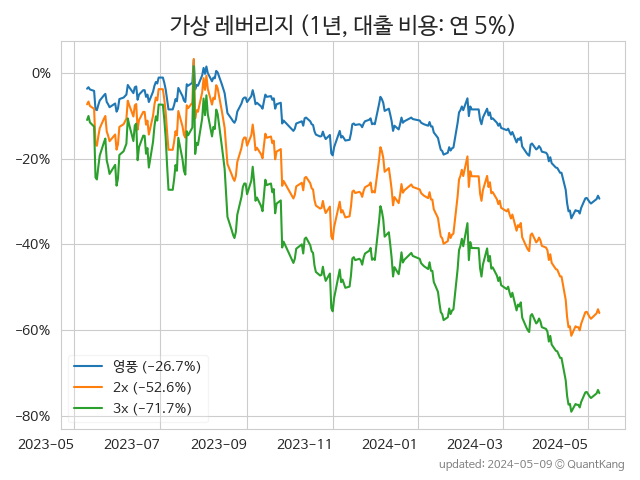 가상 레버리지 (1년, 대출 비용: 연 5%)
0%
−20%
−40%
−60%
−80%
영풍 (−26.7%)
2x (−52.6%)
3x (−71.7%)
2023-05 2023-07 2023-09 2023-11 2024-01 2024-03 2024-05
updated: 2024-05-09 © QuantKang